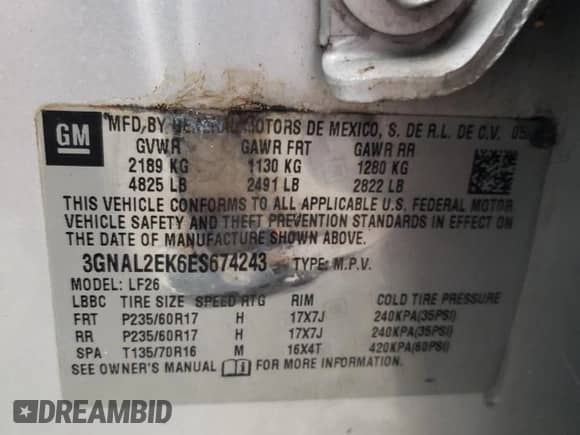 GM
MFD. BY GENERAL MOTORS DE MEXICO, S. DE R.L. DE C.V. 05/
GVWR GAWR FRT GAWR RR
2189 KG 1130 KG 1280 KG
4825 LB 2491 LB 2822 LB
THIS VEHICLE CONFORMS TO ALL APPLICABLE U.S. FEDERAL MOTOR
VEHICLE SAFETY AND THEFT PREVENTION STANDARDS IN EFFECT ON
THE DATE OF MANUFACTURE SHOWN ABOVE.
3GNAL2EK6ES674243 TYPE: M.P.V.
MODEL: LF26
LBBC TIRE SIZE SPEED RTG RIM COLD TIRE PRESSURE
FRT P235/60R17 H 17X7J 240KPA(35PSI)
RR P235/60R17 H 17X7J 240KPA(35PSI)
SPA T135/70R16 M 16X4T 420KPA(60PSI)
SEE OWNER'S MANUAL FOR MORE INFORMATION.
DREAMBID